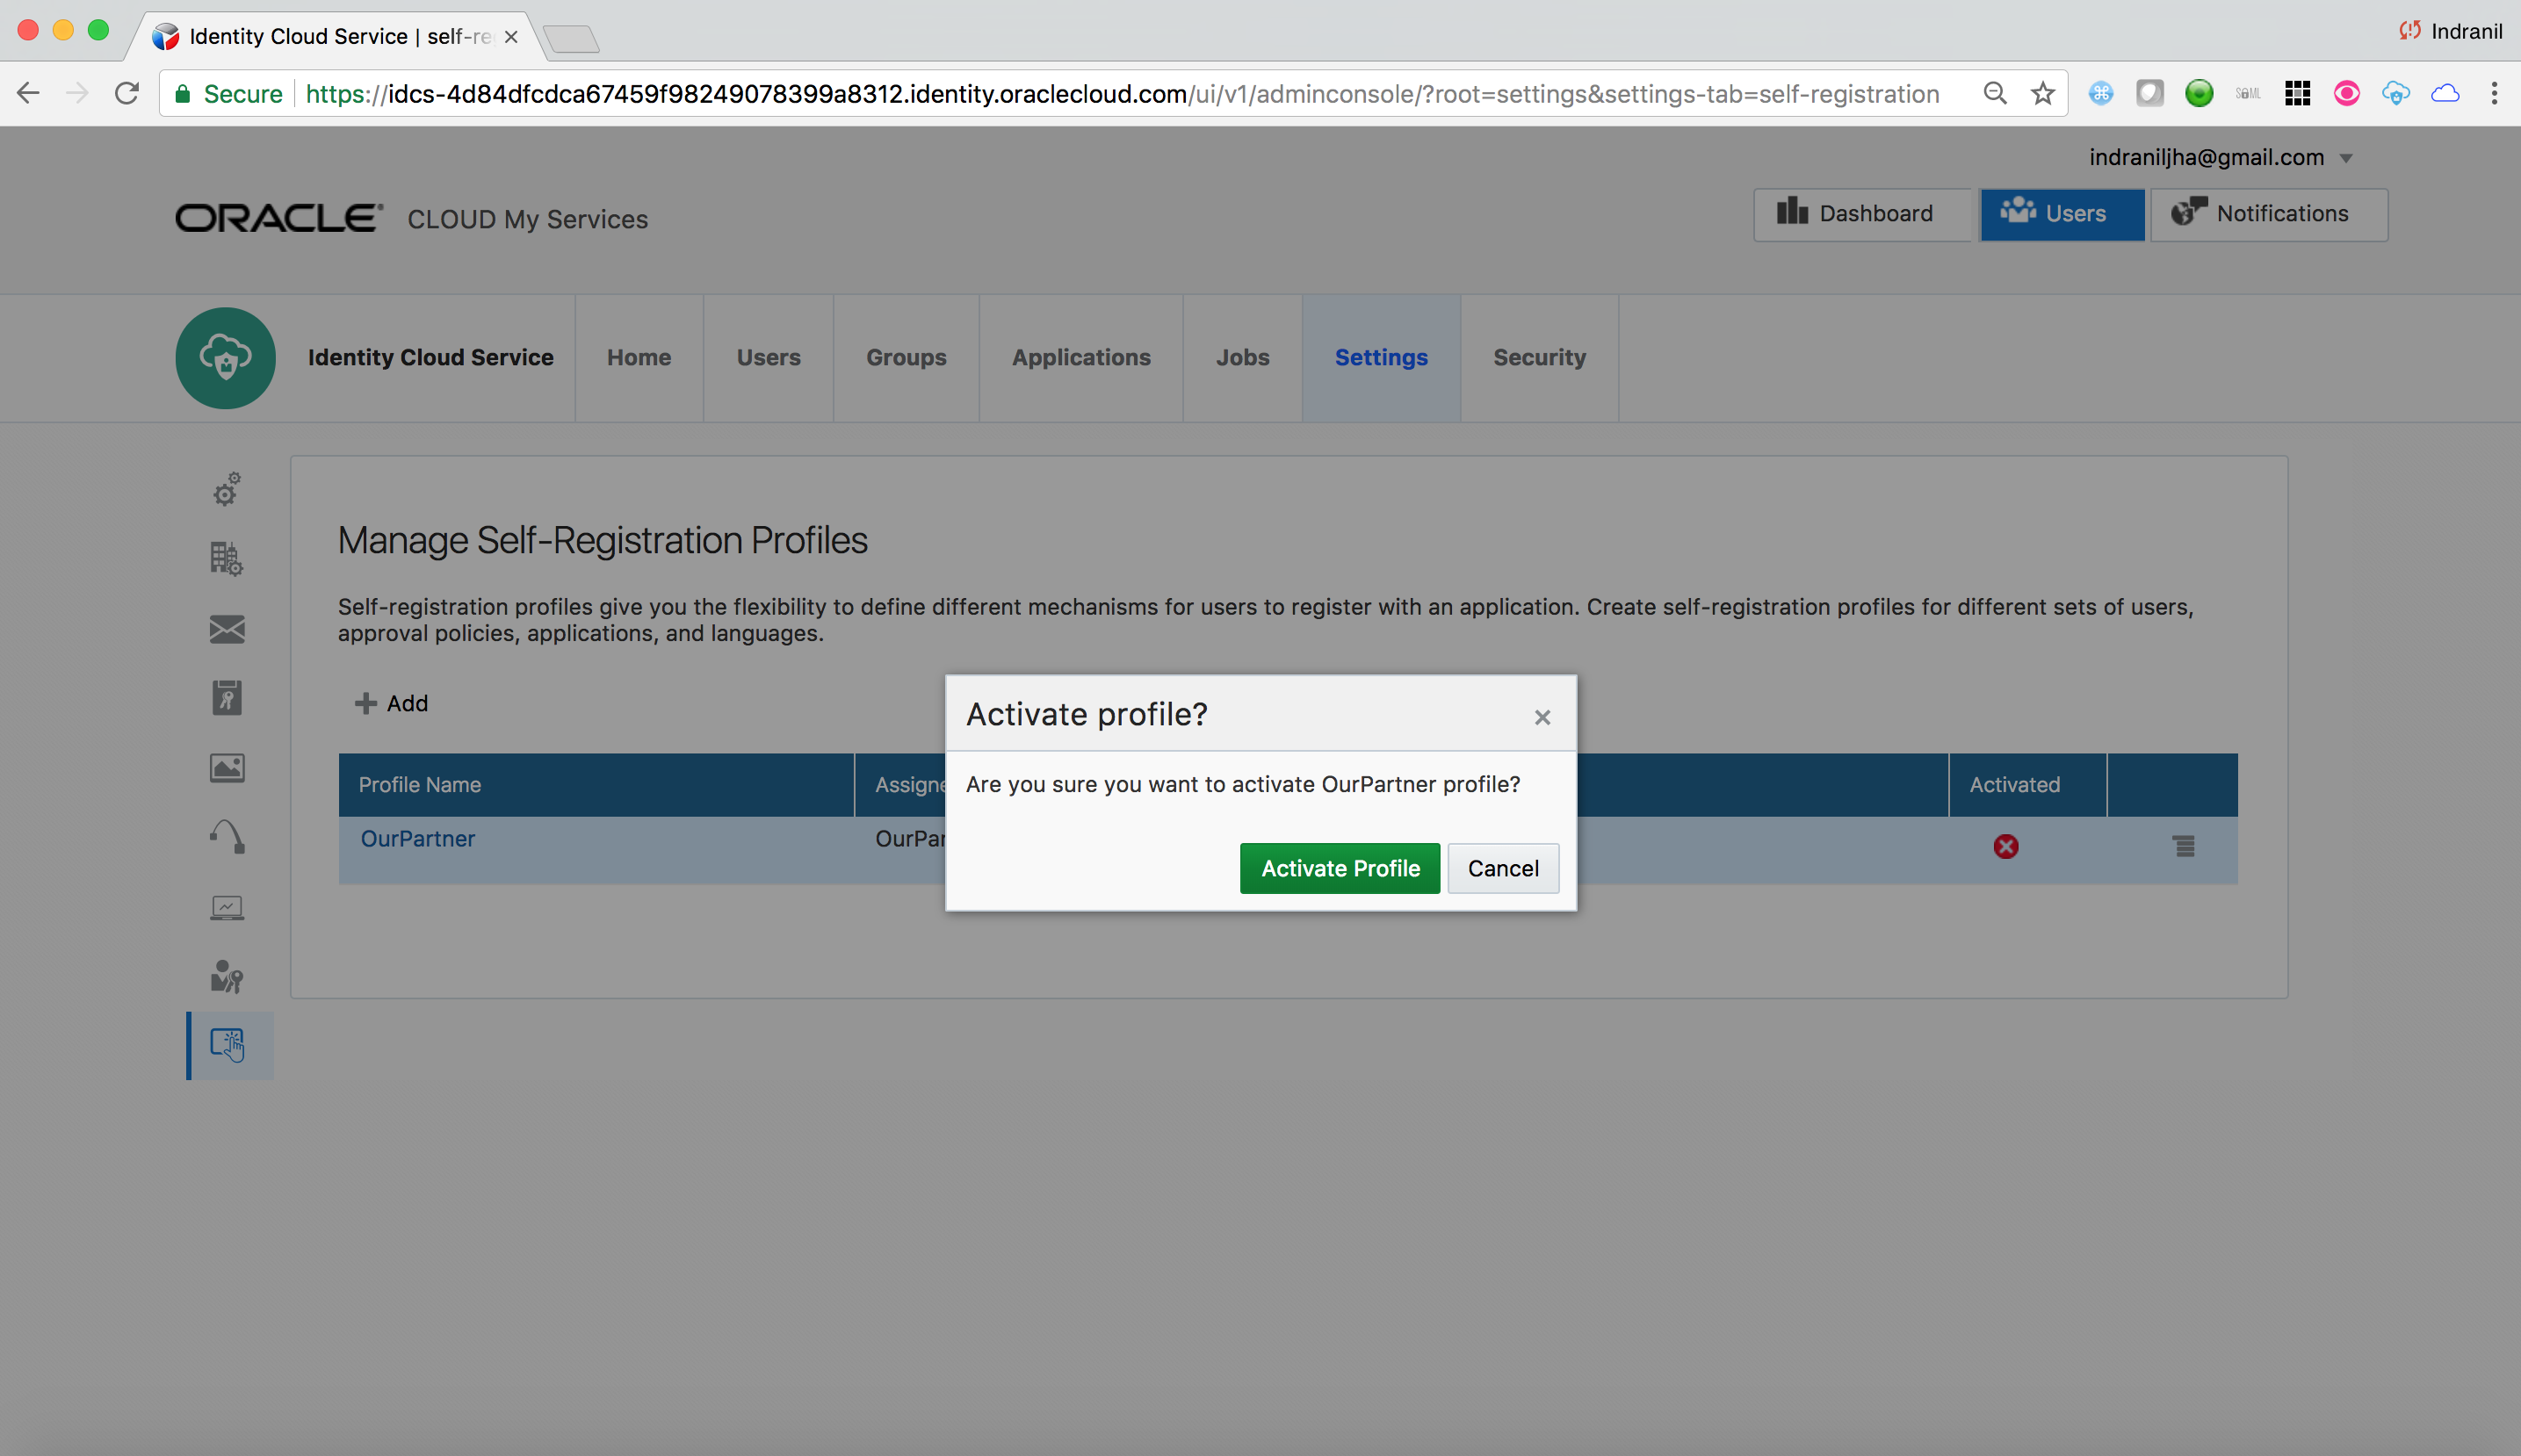 Identity Cloud Service | self-re
Indranil
Secure https://idcs-4d84dfcdca67459f98249078399a8312.identity.oraclecloud.com/ui/v1/adminconsole/?root=settings&settings-tab=self-registration
SAML
indraniljha@gmail.com
ORACLE® CLOUD My Services
Dashboard Users Notifications
Identity Cloud Service Home Users Groups Applications Jobs Settings Security
Manage Self-Registration Profiles
Self-registration profiles give you the flexibility to define different mechanisms for users to register with an application. Create self-registration profiles for different sets of users,
approval policies, applications, and languages.
Add
Activate profile?
Profile Name Assigne Activated
Are you sure you want to activate OurPartner profile?
OurPartner OurPar
Activate Profile Cancel